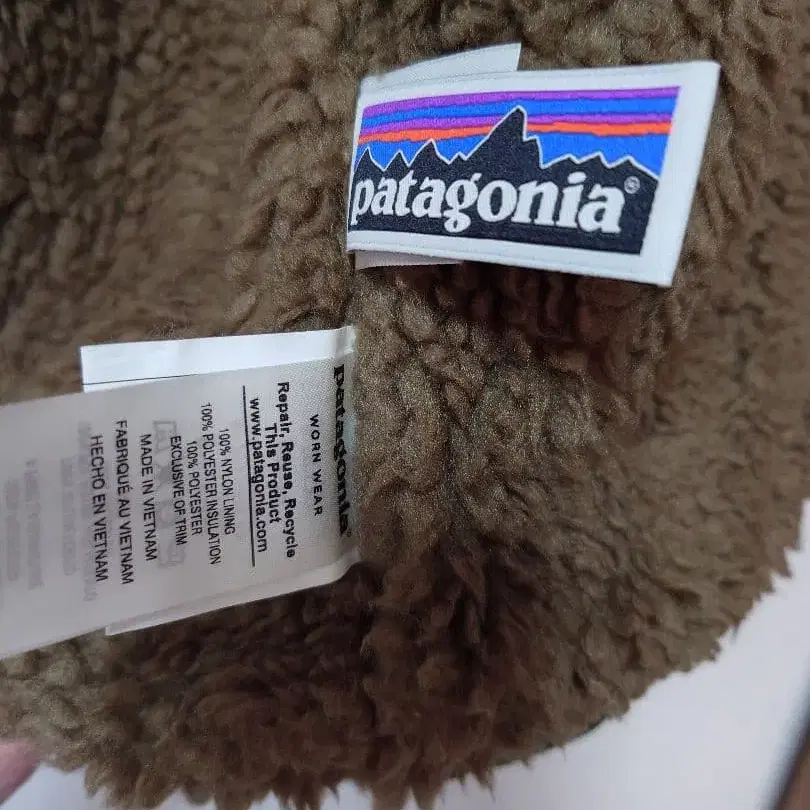 patagonia®
patagonia®
WORN WEAR
Repair, Reuse, Recycle
This Product
www.patagonia.com
100% NYLON LINING
100% POLYESTER INSULATION
100% POLYESTER
EXCLUSIVE OF TRIM
MADE IN VIETNAM
FABRIQUÉ AU VIETNAM
HECHO EN VIETNAM